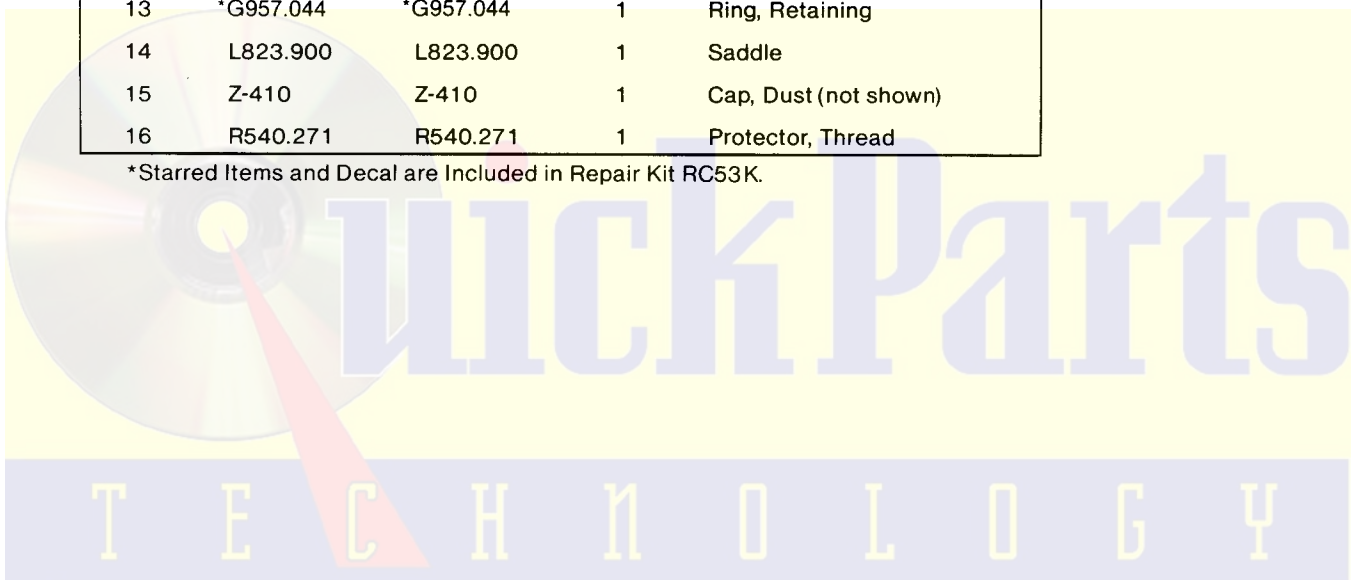 13 *G957.044 *G957.044 1 Ring, Retaining
14 L823.900 L823.900 1 Saddle
15 Z-410 Z-410 1 Cap, Dust (not shown)
16 R540.271 R540.271 1 Protector, Thread
*Starred Items and Decal are Included in Repair Kit RC53K.
QuickParts
TECHNOLOGY